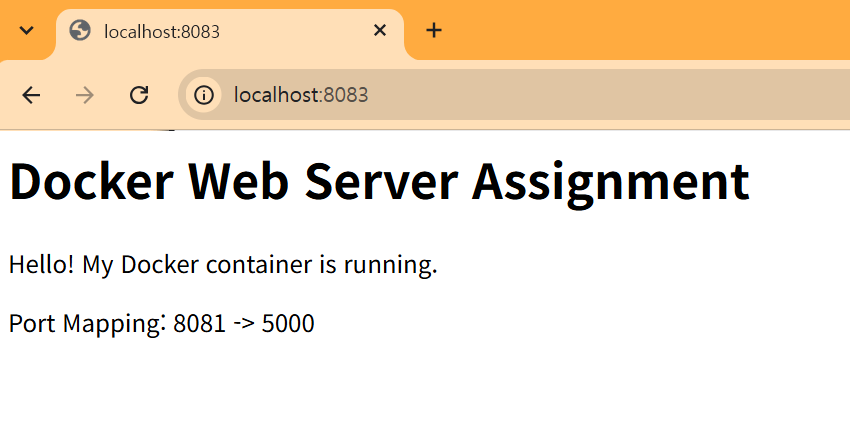 localhost:8083
localhost:8083
Docker Web Server Assignment
Hello! My Docker container is running.
Port Mapping: 8081 -> 5000